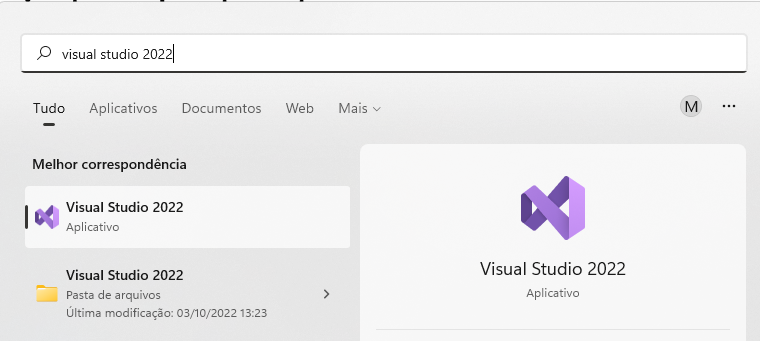 visual studio 2022
Tudo Aplicativos Documentos Web Mais M ...
Melhor correspondência
Visual Studio 2022
Aplicativo
Visual Studio 2022
Pasta de arquivos
Última modificação: 03/10/2022 13:23
Visual Studio 2022
Aplicativo